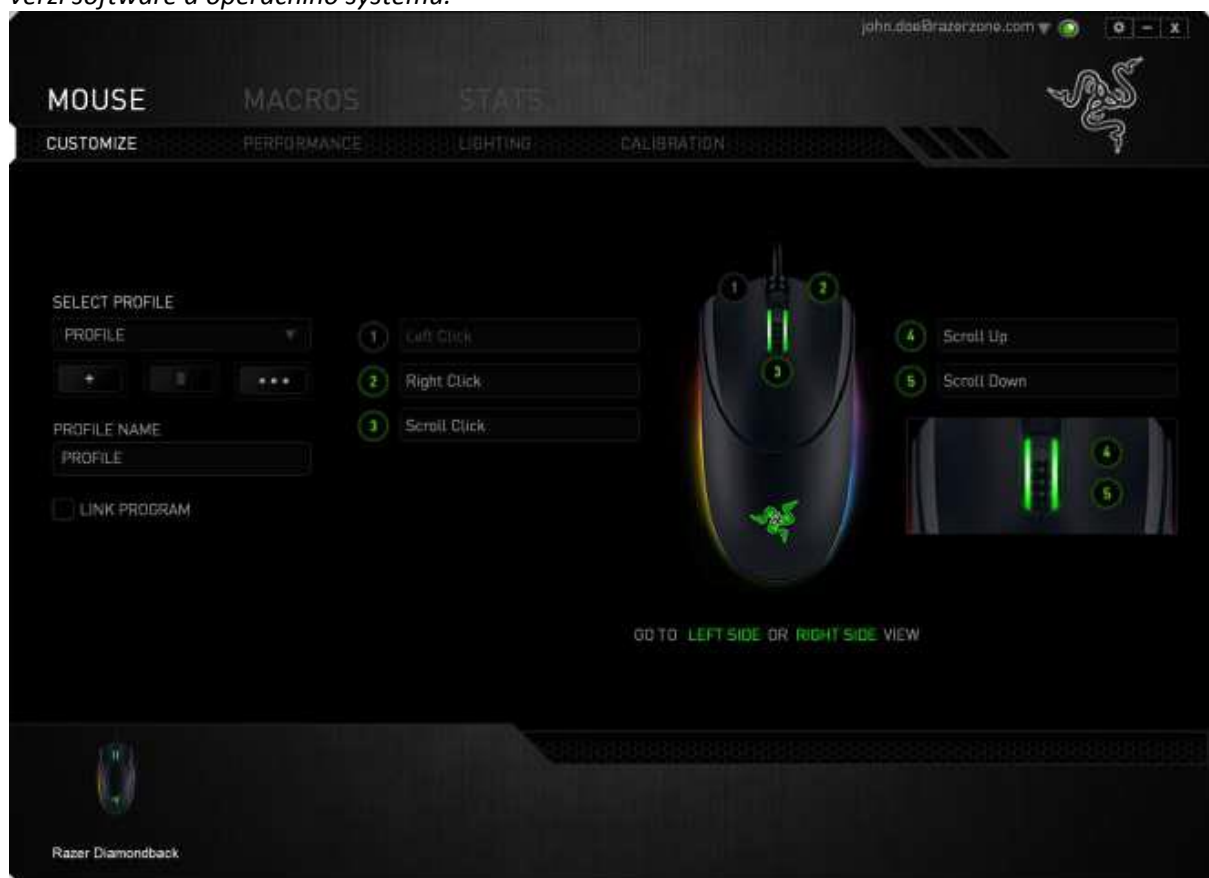 verzi software a operačního systému.
john.doe@razerzone.com
MOUSE MACROS STATS
CUSTOMIZE PERFORMANCE LIGHTING CALIBRATION
SELECT PROFILE
PROFILE
PROFILE NAME
PROFILE
LINK PROGRAM
1 Left Click
2 Right Click
3 Scroll Click
1 2
3
4 Scroll Up
5 Scroll Down
4
5
GO TO LEFT SIDE OR RIGHT SIDE VIEW
Razer Diamondback